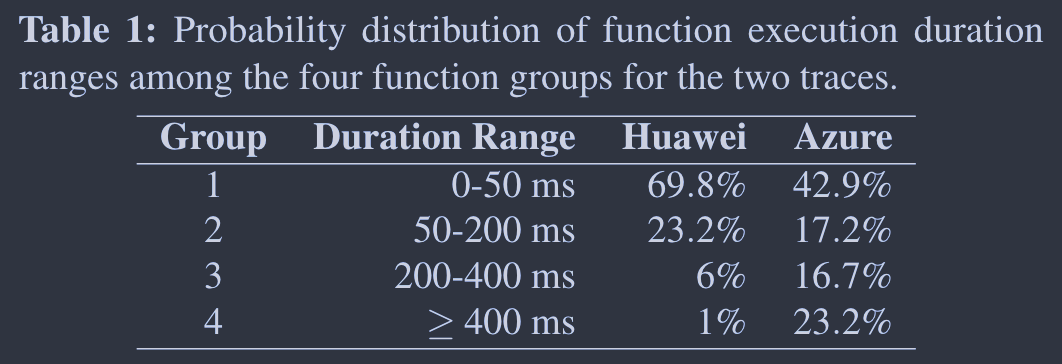 Table 1: Probability distribution of function execution duration
ranges among the four function groups for the two traces.
Group Duration Range Huawei Azure
1 0-50 ms 69.8% 42.9%
2 50-200 ms 23.2% 17.2%
3 200-400 ms 6% 16.7%
4 ≥ 400 ms 1% 23.2%